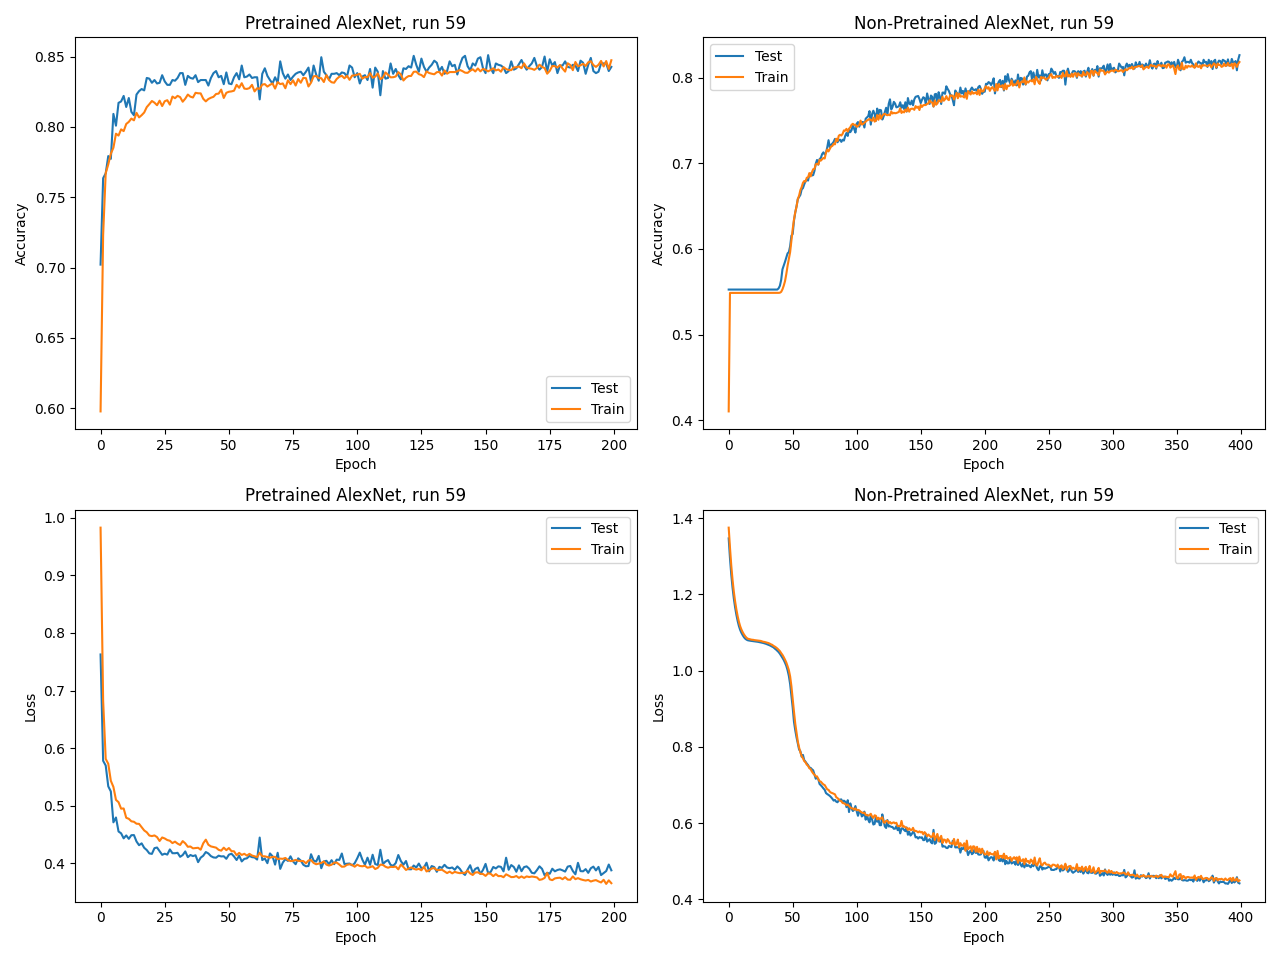 Pretrained AlexNet, run 59
0.85
0.80
0.75
0.70
0.65
0.60
Accuracy
Test
Train
0 25 50 75 100 125 150 175 200
Epoch
Non-Pretrained AlexNet, run 59
Test
Train
0.8
0.7
0.6
0.5
0.4
Accuracy
0 50 100 150 200 250 300 350 400
Epoch
Pretrained AlexNet, run 59
1.0
0.9
0.8
0.7
0.6
0.5
0.4
Loss
Test
Train
0 25 50 75 100 125 150 175 200
Epoch
Non-Pretrained AlexNet, run 59
1.4
1.2
1.0
0.8
0.6
0.4
Loss
Test
Train
0 50 100 150 200 250 300 350 400
Epoch